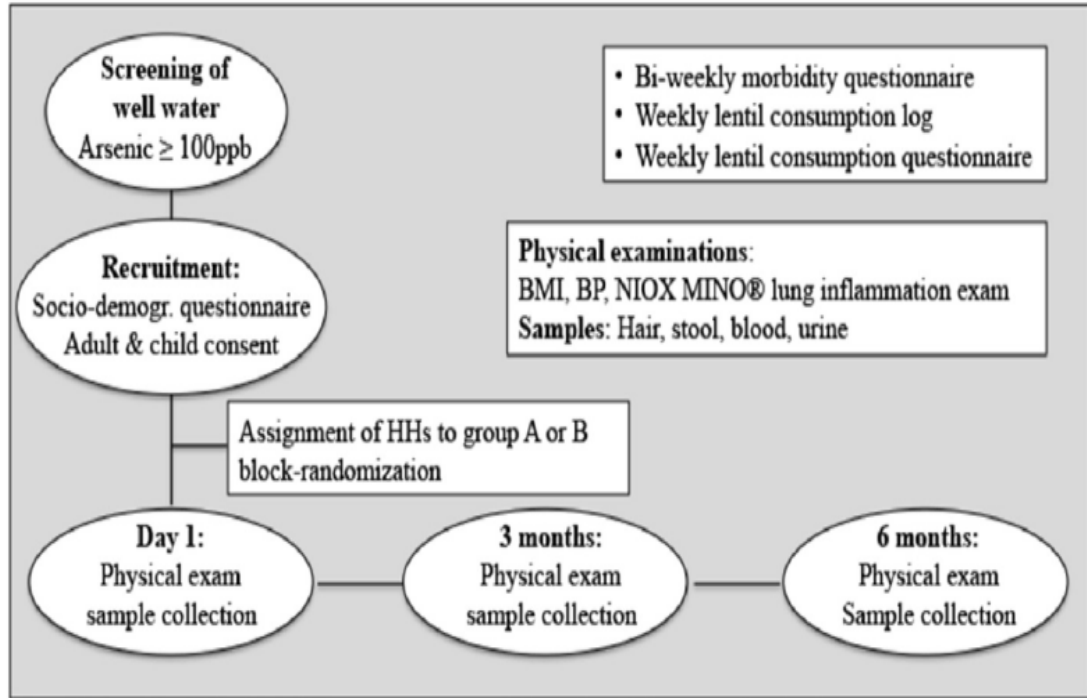 Screening of
well water
Arsenic ≥ 100ppb
• Bi-weekly morbidity questionnaire
• Weekly lentil consumption log
• Weekly lentil consumption questionnaire
Recruitment:
Socio-demogr. questionnaire
Adult & child consent
Physical examinations:
BMI, BP, NIOX MINO® lung inflammation exam
Samples: Hair, stool, blood, urine
Assignment of HHs to group A or B
block-randomization
Day 1:
Physical exam
sample collection
3 months:
Physical exam
sample collection
6 months:
Physical exam
Sample collection